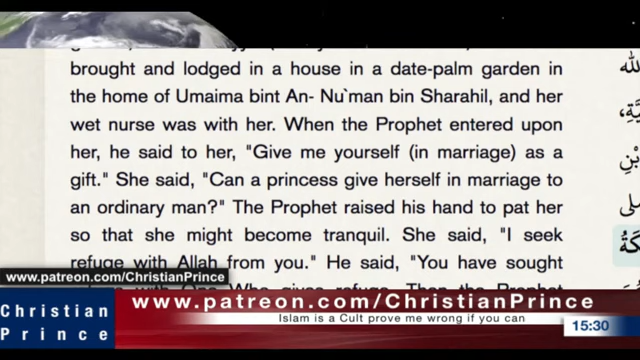 brought and lodged in a house in a date-palm garden in
the home of Umaima bint An- Nu`man bin Sharahil, and her
wet nurse was with her. When the Prophet entered upon
her, he said to her, "Give me yourself (in marriage) as a
gift." She said, "Can a princess give herself in marriage to
an ordinary man?" The Prophet raised his hand to pat her
so that she might become tranquil. She said, "I seek
refuge with Allah from you." He said, "You have sought
الله
www.patreon.com/ChristianPrince
www.patreon.com/ChristianPrince
Christian
Prince
Islam is a Cult prove me wrong if you can
15:30